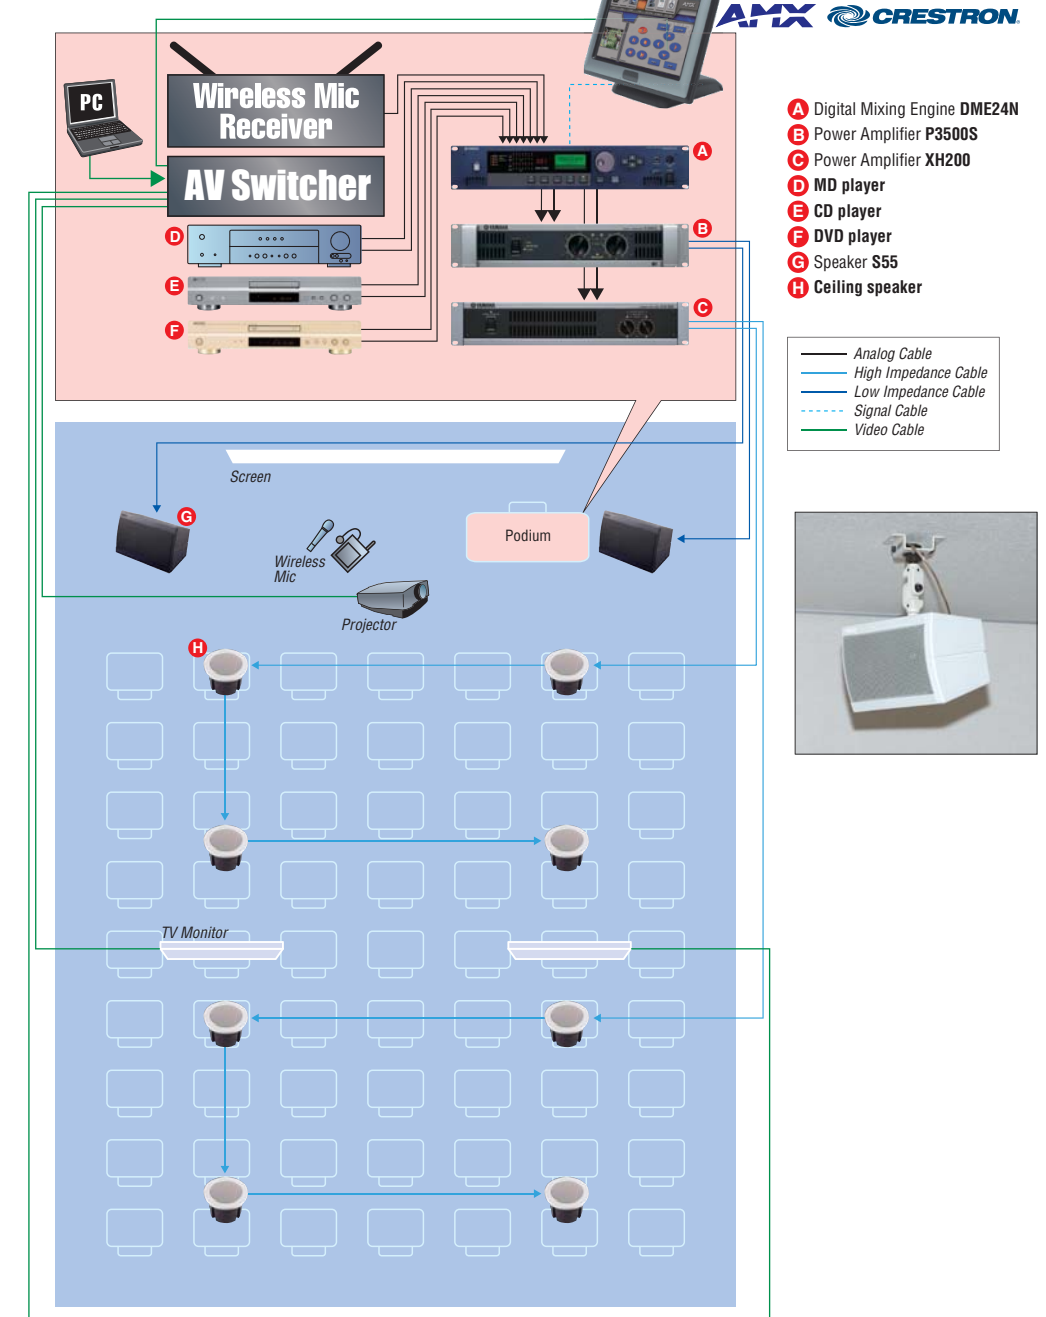 AMX CRESTRON
PC
Wireless Mic
Receiver
AV Switcher
A
B
C
D
E
F
A Digital Mixing Engine DME24N
B Power Amplifier P3500S
C Power Amplifier XH200
D MD player
E CD player
F DVD player
G Speaker S55
H Ceiling speaker
Analog Cable
High Impedance Cable
Low Impedance Cable
Signal Cable
Video Cable
Screen
G
Podium
Wireless
Mic
Projector
H
TV Monitor